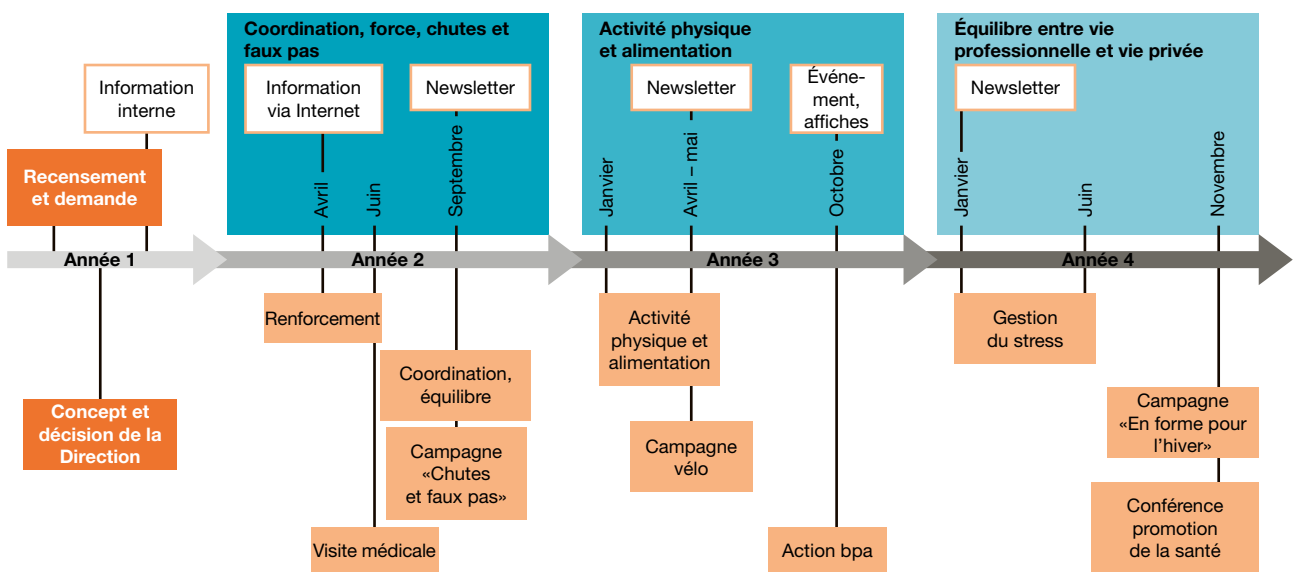 Coordination, force, chutes et
faux pas
Activité physique
et alimentation
Équilibre entre vie
professionnelle et vie privée
Information
interne
Information
via Internet
Newsletter
Newsletter
Événe-
ment,
affiches
Newsletter
Recensement
et demande
Avril
Juin
Septembre
Janvier
Avril – mai
Octobre
Janvier
Juin
Novembre
Année 1
Année 2
Année 3
Année 4
Renforcement
Activité
physique et
alimentation
Gestion
du stress
Coordination,
équilibre
Concept et
décision de la
Direction
Campagne
«Chutes
et faux pas»
Campagne
vélo
Campagne
«En forme pour
l’hiver»
Visite médicale
Action bpa
Conférence
promotion
de la santé